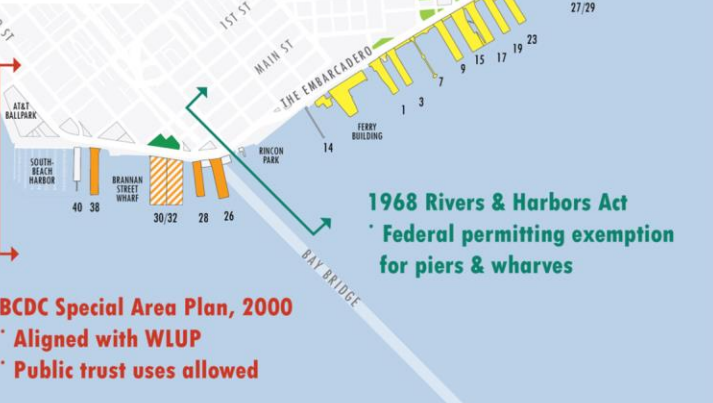 27/29
1ST ST
ST
MAIN ST
THE EMBARCADERO
23
19
17
15
9
7
3
1
FERRY
BUILDING
14
AT&T
BALLPARK
RINCON
PARK
SOUTH-
BEACH
HARBOR
BRANNAN
STREET
WHARF
40 38
30/32
28
26
1968 Rivers & Harbors Act
· Federal permitting exemption
for piers & wharves
BAY BRIDGE
BCDC Special Area Plan, 2000
· Aligned with WLUP
· Public trust uses allowed